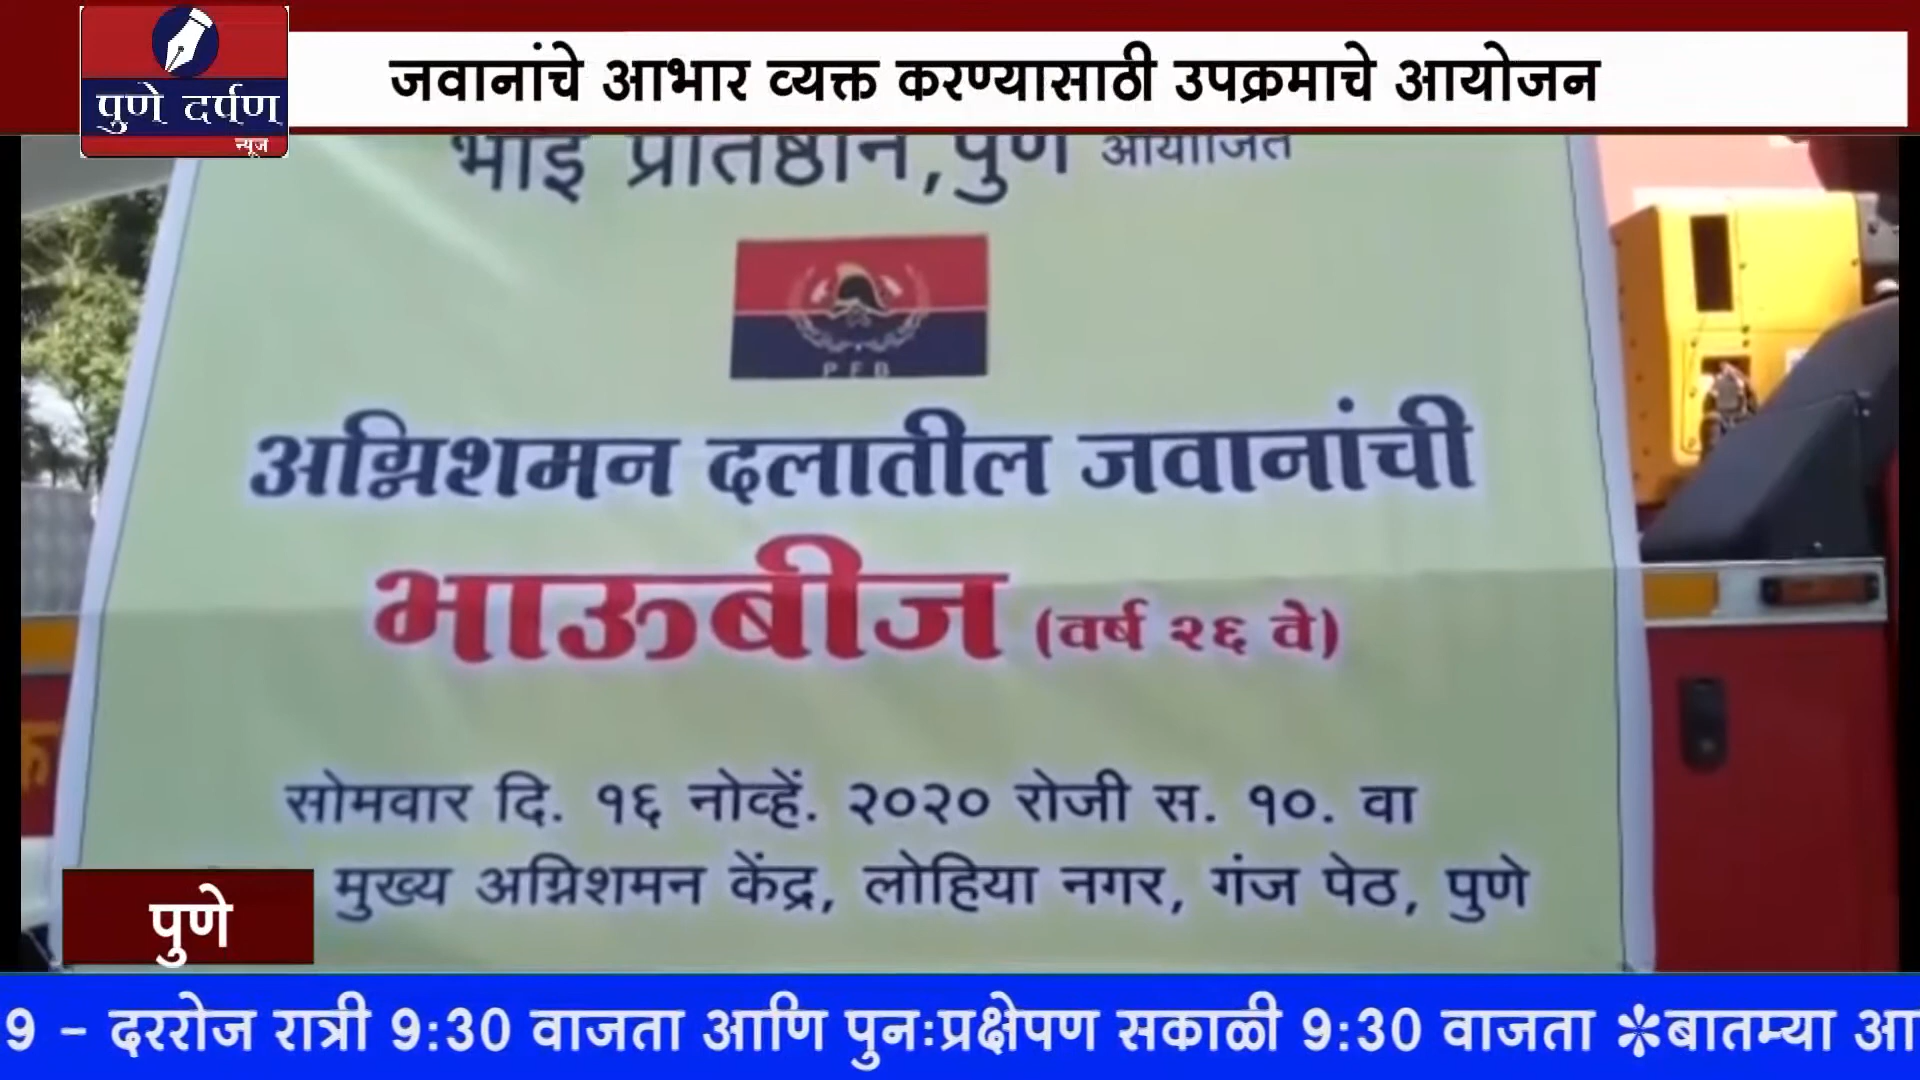 जवानांचे आभार व्यक्त करण्यासाठी उपक्रमाचे आयोजन
पुणे दर्पण
न्यूज
भाई प्रतिष्ठान, पुणे आयोजित
P F B
अग्निशमन दलातील जवानांची
भाऊबीज (वर्ष २६ वे)
सोमवार दि. १६ नोव्हें. २०२० रोजी स. १०. वा
मुख्य अग्निशमन केंद्र, लोहिया नगर, गंज पेठ, पुणे
पुणे
9 - दररोज रात्री 9:30 वाजता आणि पुनःप्रक्षेपण सकाळी 9:30 वाजता ✻बातम्या आ